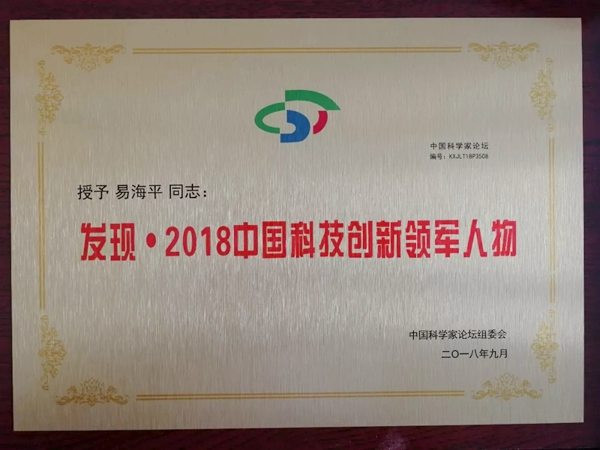 中国科学家论坛
编号：KXJLT18P3508
授予 易海平 同志：
发现·2018中国科技创新领军人物
中国科学家论坛组委会
二〇一八年九月